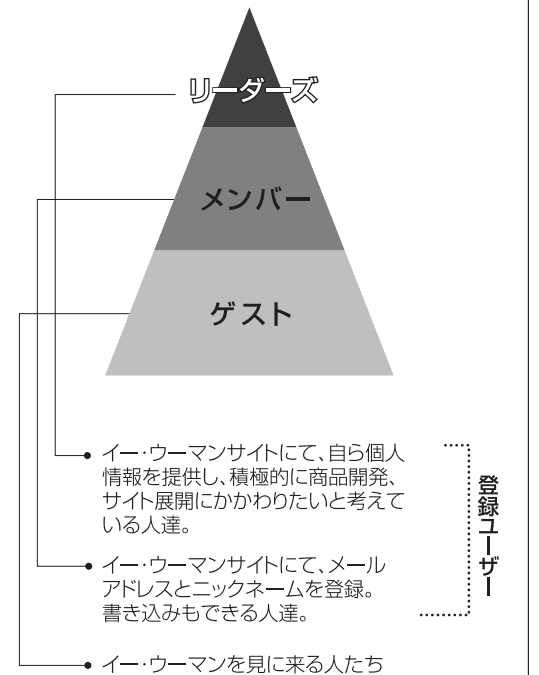 リーダーズ
メンバー
ゲスト
イー・ウーマンサイトにて、自ら個人
情報を提供し、積極的に商品開発、
サイト展開にかかわりたいと考えて
いる人達。
イー・ウーマンサイトにて、メール
アドレスとニックネームを登録。
書き込みもできる人達。
登録ユーザー
イー・ウーマンを見に来る人たち